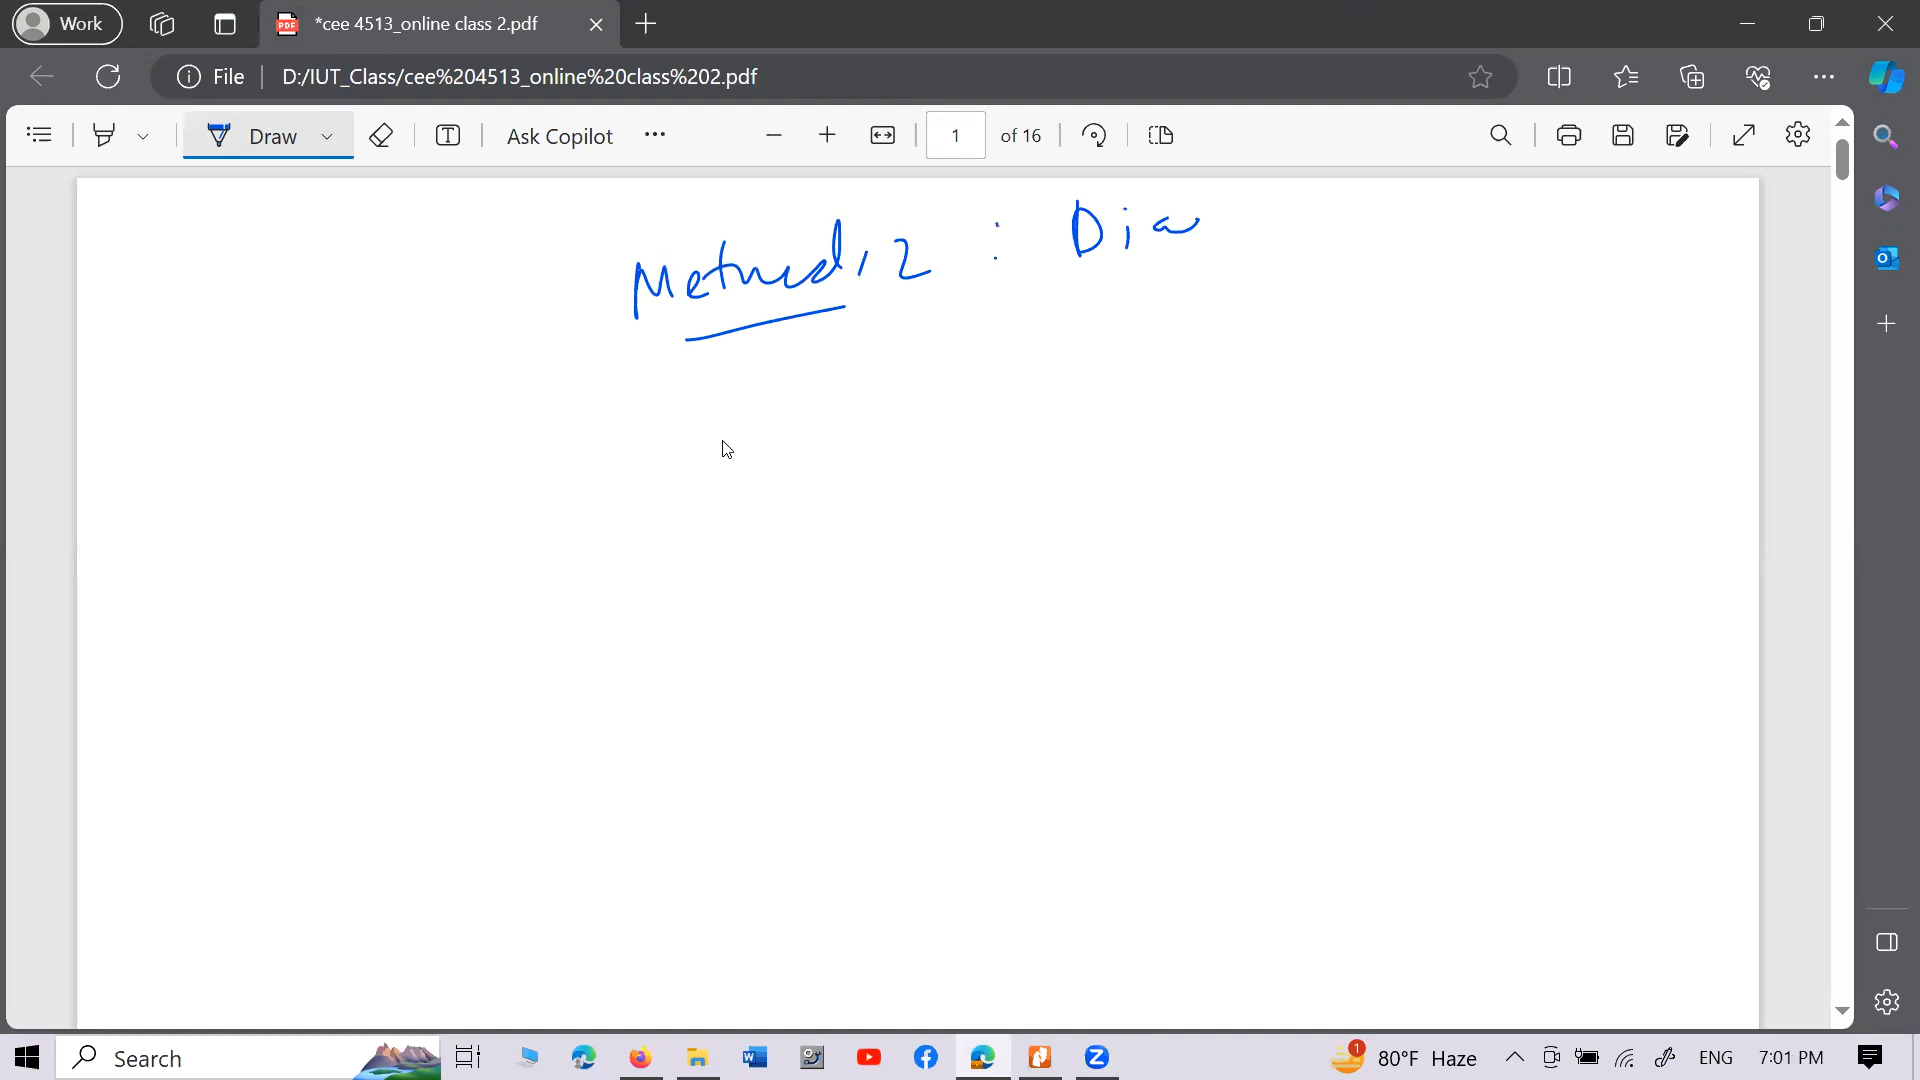 Work
*cee 4513_online class 2.pdf
File D:/IUT_Class/cee%204513_online%20class%202.pdf
Draw
Ask Copilot
1 of 16
Method, 2 : Dia
Search
1
80°F Haze
ENG
7:01 PM